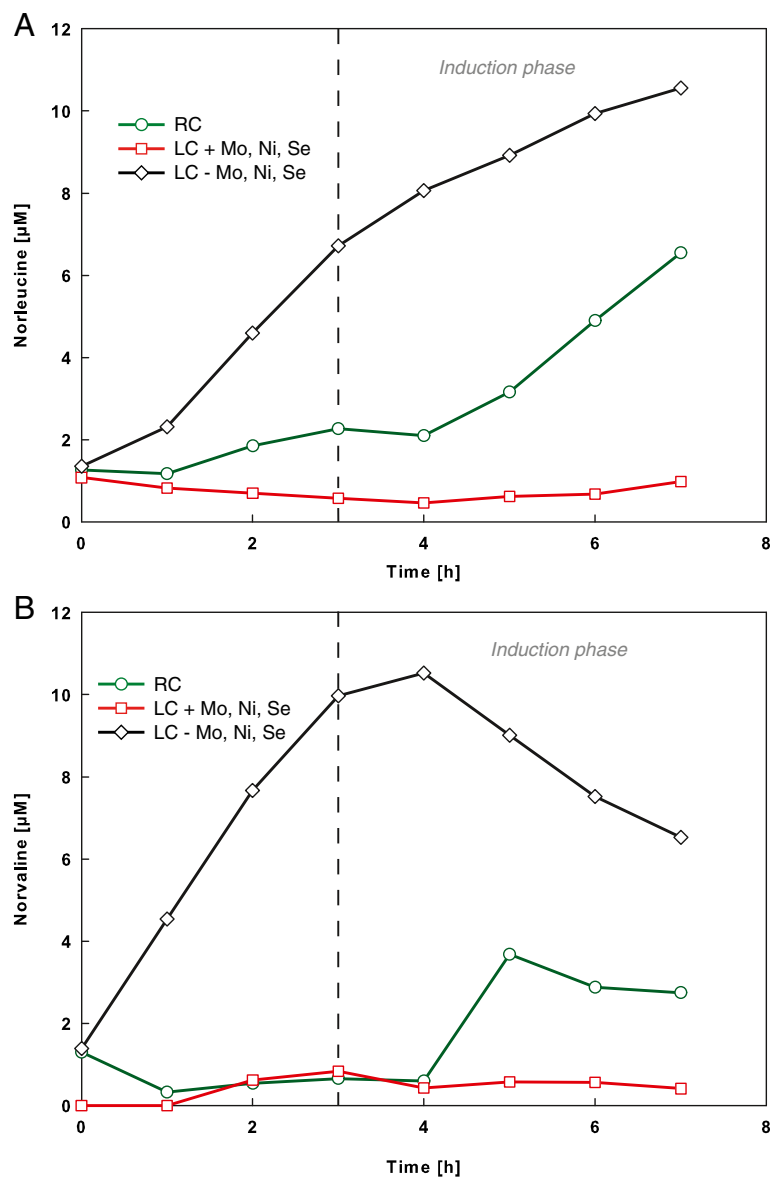 A
12
10
8
6
4
2
0
Norleucine [µM]
Induction phase
RC
LC + Mo, Ni, Se
LC - Mo, Ni, Se
0 2 4 6 8
Time [h]
B
12
10
8
6
4
2
0
Norvaline [µM]
Induction phase
RC
LC + Mo, Ni, Se
LC - Mo, Ni, Se
0 2 4 6 8
Time [h]